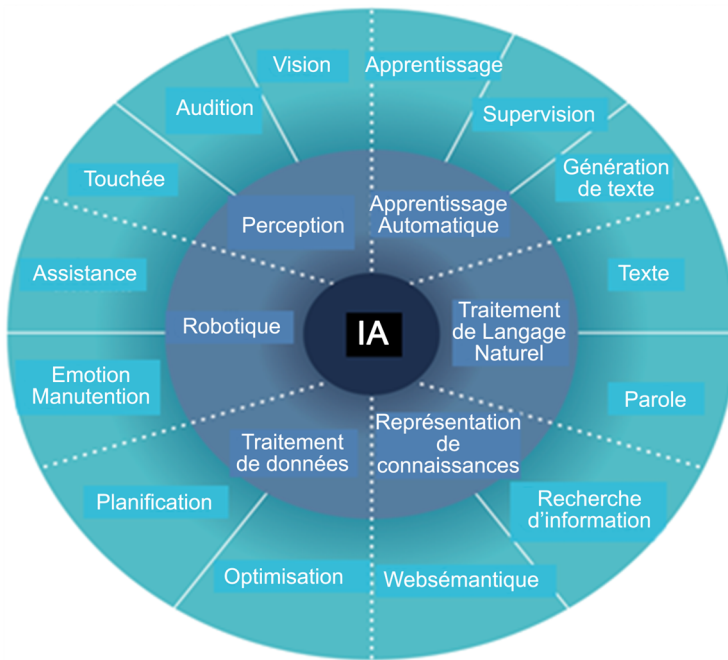 Vision
Apprentissage
Audition
Supervision
Touchée
Génération
de texte
Perception
Apprentissage
Automatique
Assistance
Texte
Robotique
IA
Traitement
de Langage
Naturel
Emotion
Manutention
Parole
Traitement
de données
Représentation
de
connaissances
Planification
Recherche
d'information
Optimisation
Websémantique